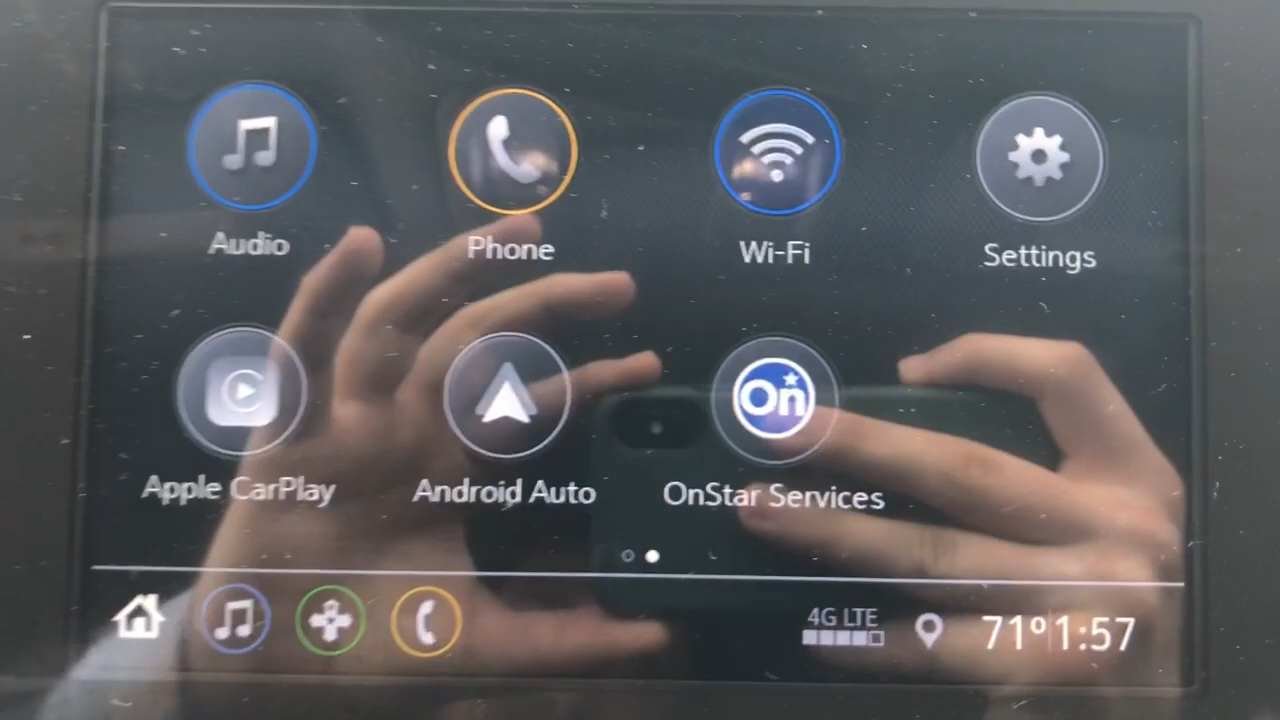 Audio
Phone
Wi-Fi
Settings
On
Apple CarPlay
Android Auto
OnStar Services
4G LTE
71° 1:57